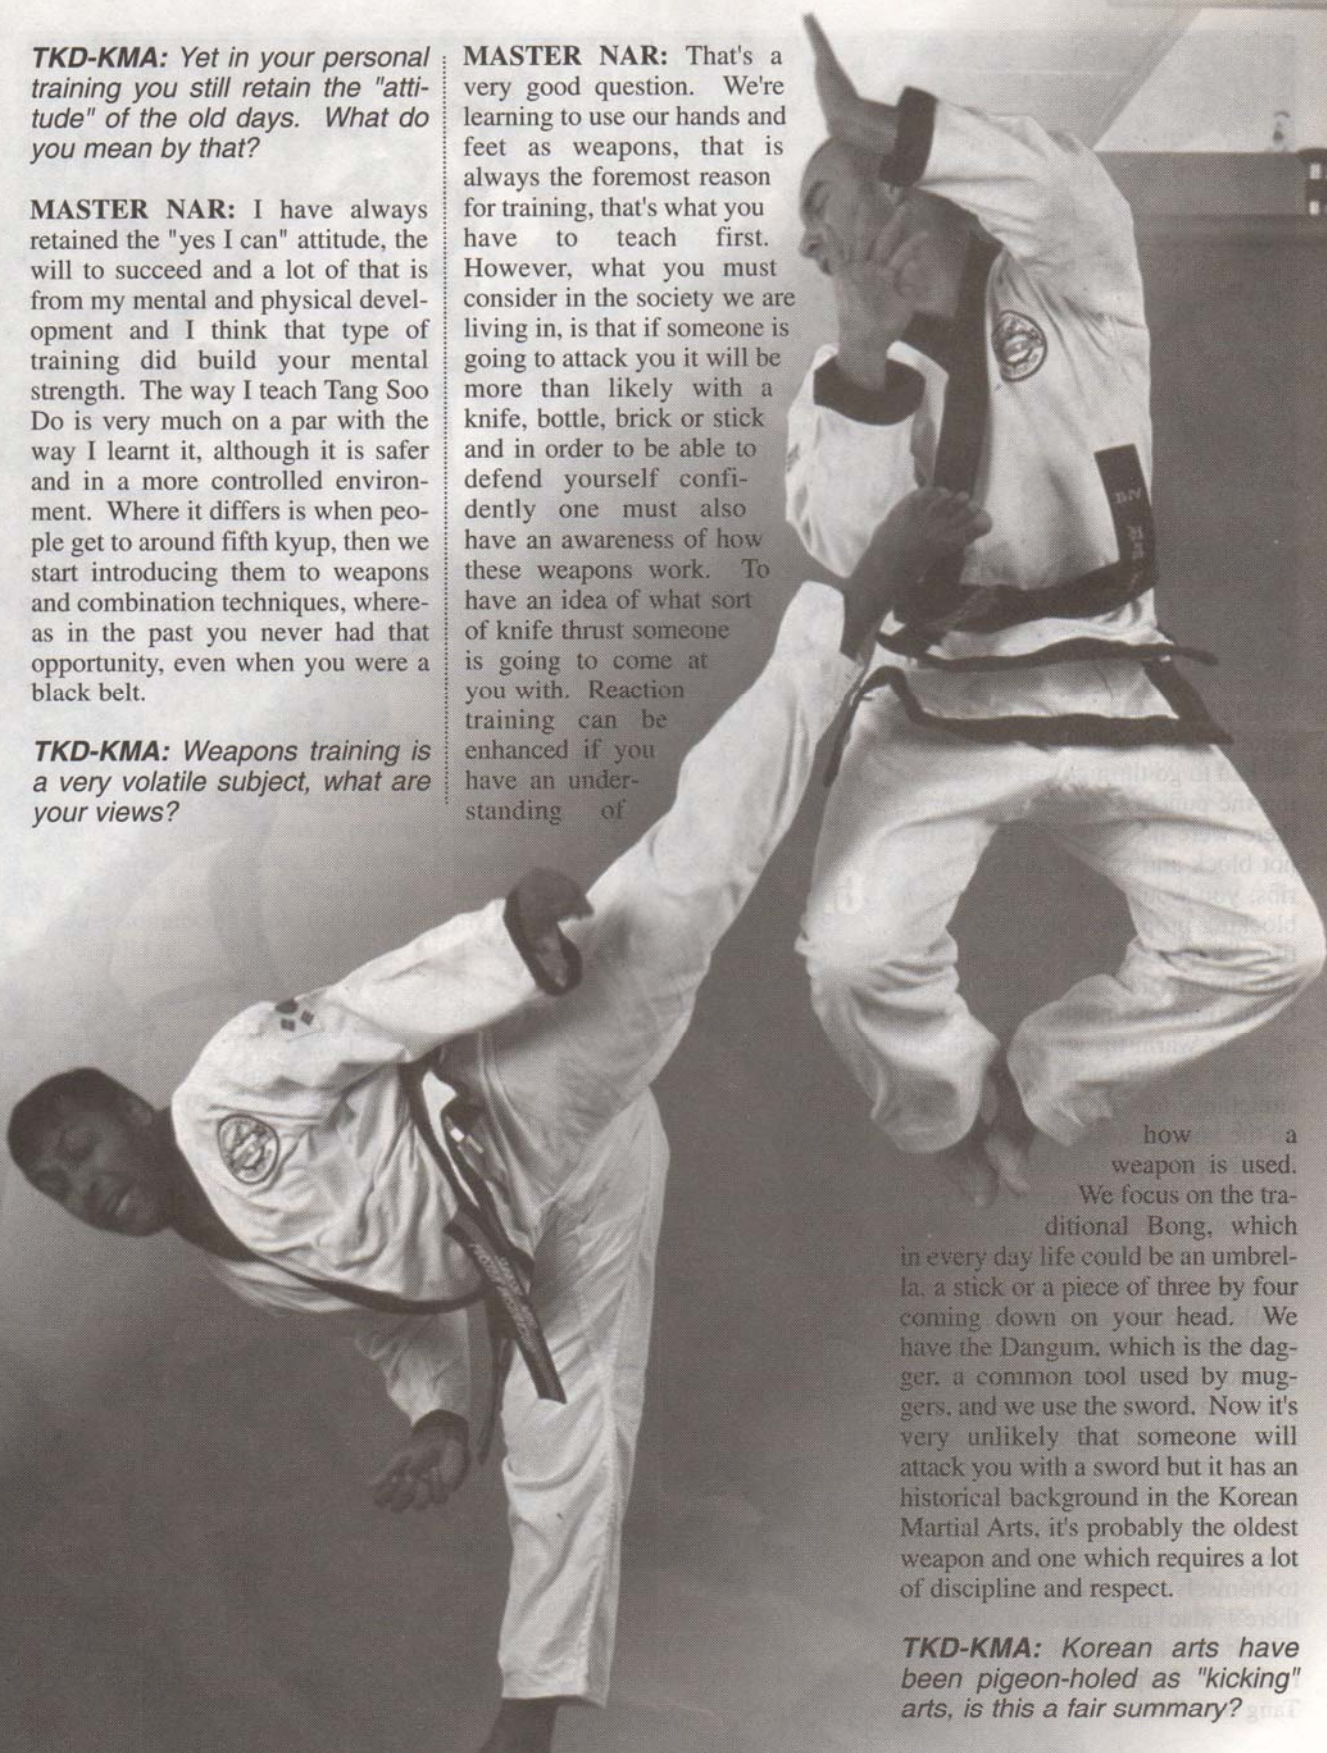 TKD-KMA: Yet in your personal
training you still retain the "atti-
tude" of the old days. What do
you mean by that?
MASTER NAR: I have always
retained the "yes I can" attitude, the
will to succeed and a lot of that is
from my mental and physical devel-
opment and I think that type of
training did build your mental
strength. The way I teach Tang Soo
Do is very much on a par with the
way I learnt it, although it is safer
and in a more controlled environ-
ment. Where it differs is when peo-
ple get to around fifth kyup, then we
start introducing them to weapons
and combination techniques, where-
as in the past you never had that
opportunity, even when you were a
black belt.
TKD-KMA: Weapons training is
a very volatile subject, what are
your views?
MASTER NAR: That's a
very good question. We're
learning to use our hands and
feet as weapons, that is
always the foremost reason
for training, that's what you
have to teach first.
However, what you must
consider in the society we are
living in, is that if someone is
going to attack you it will be
more than likely with a
knife, bottle, brick or stick
and in order to be able to
defend yourself confi-
dently one must also
have an awareness of how
these weapons work. To
have an idea of what sort
of knife thrust someone
is going to come at
you with. Reaction
training can be
enhanced if you
have an under-
standing of
how a
weapon is used.
We focus on the tra-
ditional Bong, which
in every day life could be an umbrel-
la, a stick or a piece of three by four
coming down on your head. We
have the Dangum, which is the dag-
ger, a common tool used by mug-
gers, and we use the sword. Now it's
very unlikely that someone will
attack you with a sword but it has an
historical background in the Korean
Martial Arts, it's probably the oldest
weapon and one which requires a lot
of discipline and respect.
TKD-KMA: Korean arts have
been pigeon-holed as "kicking"
arts, is this a fair summary?